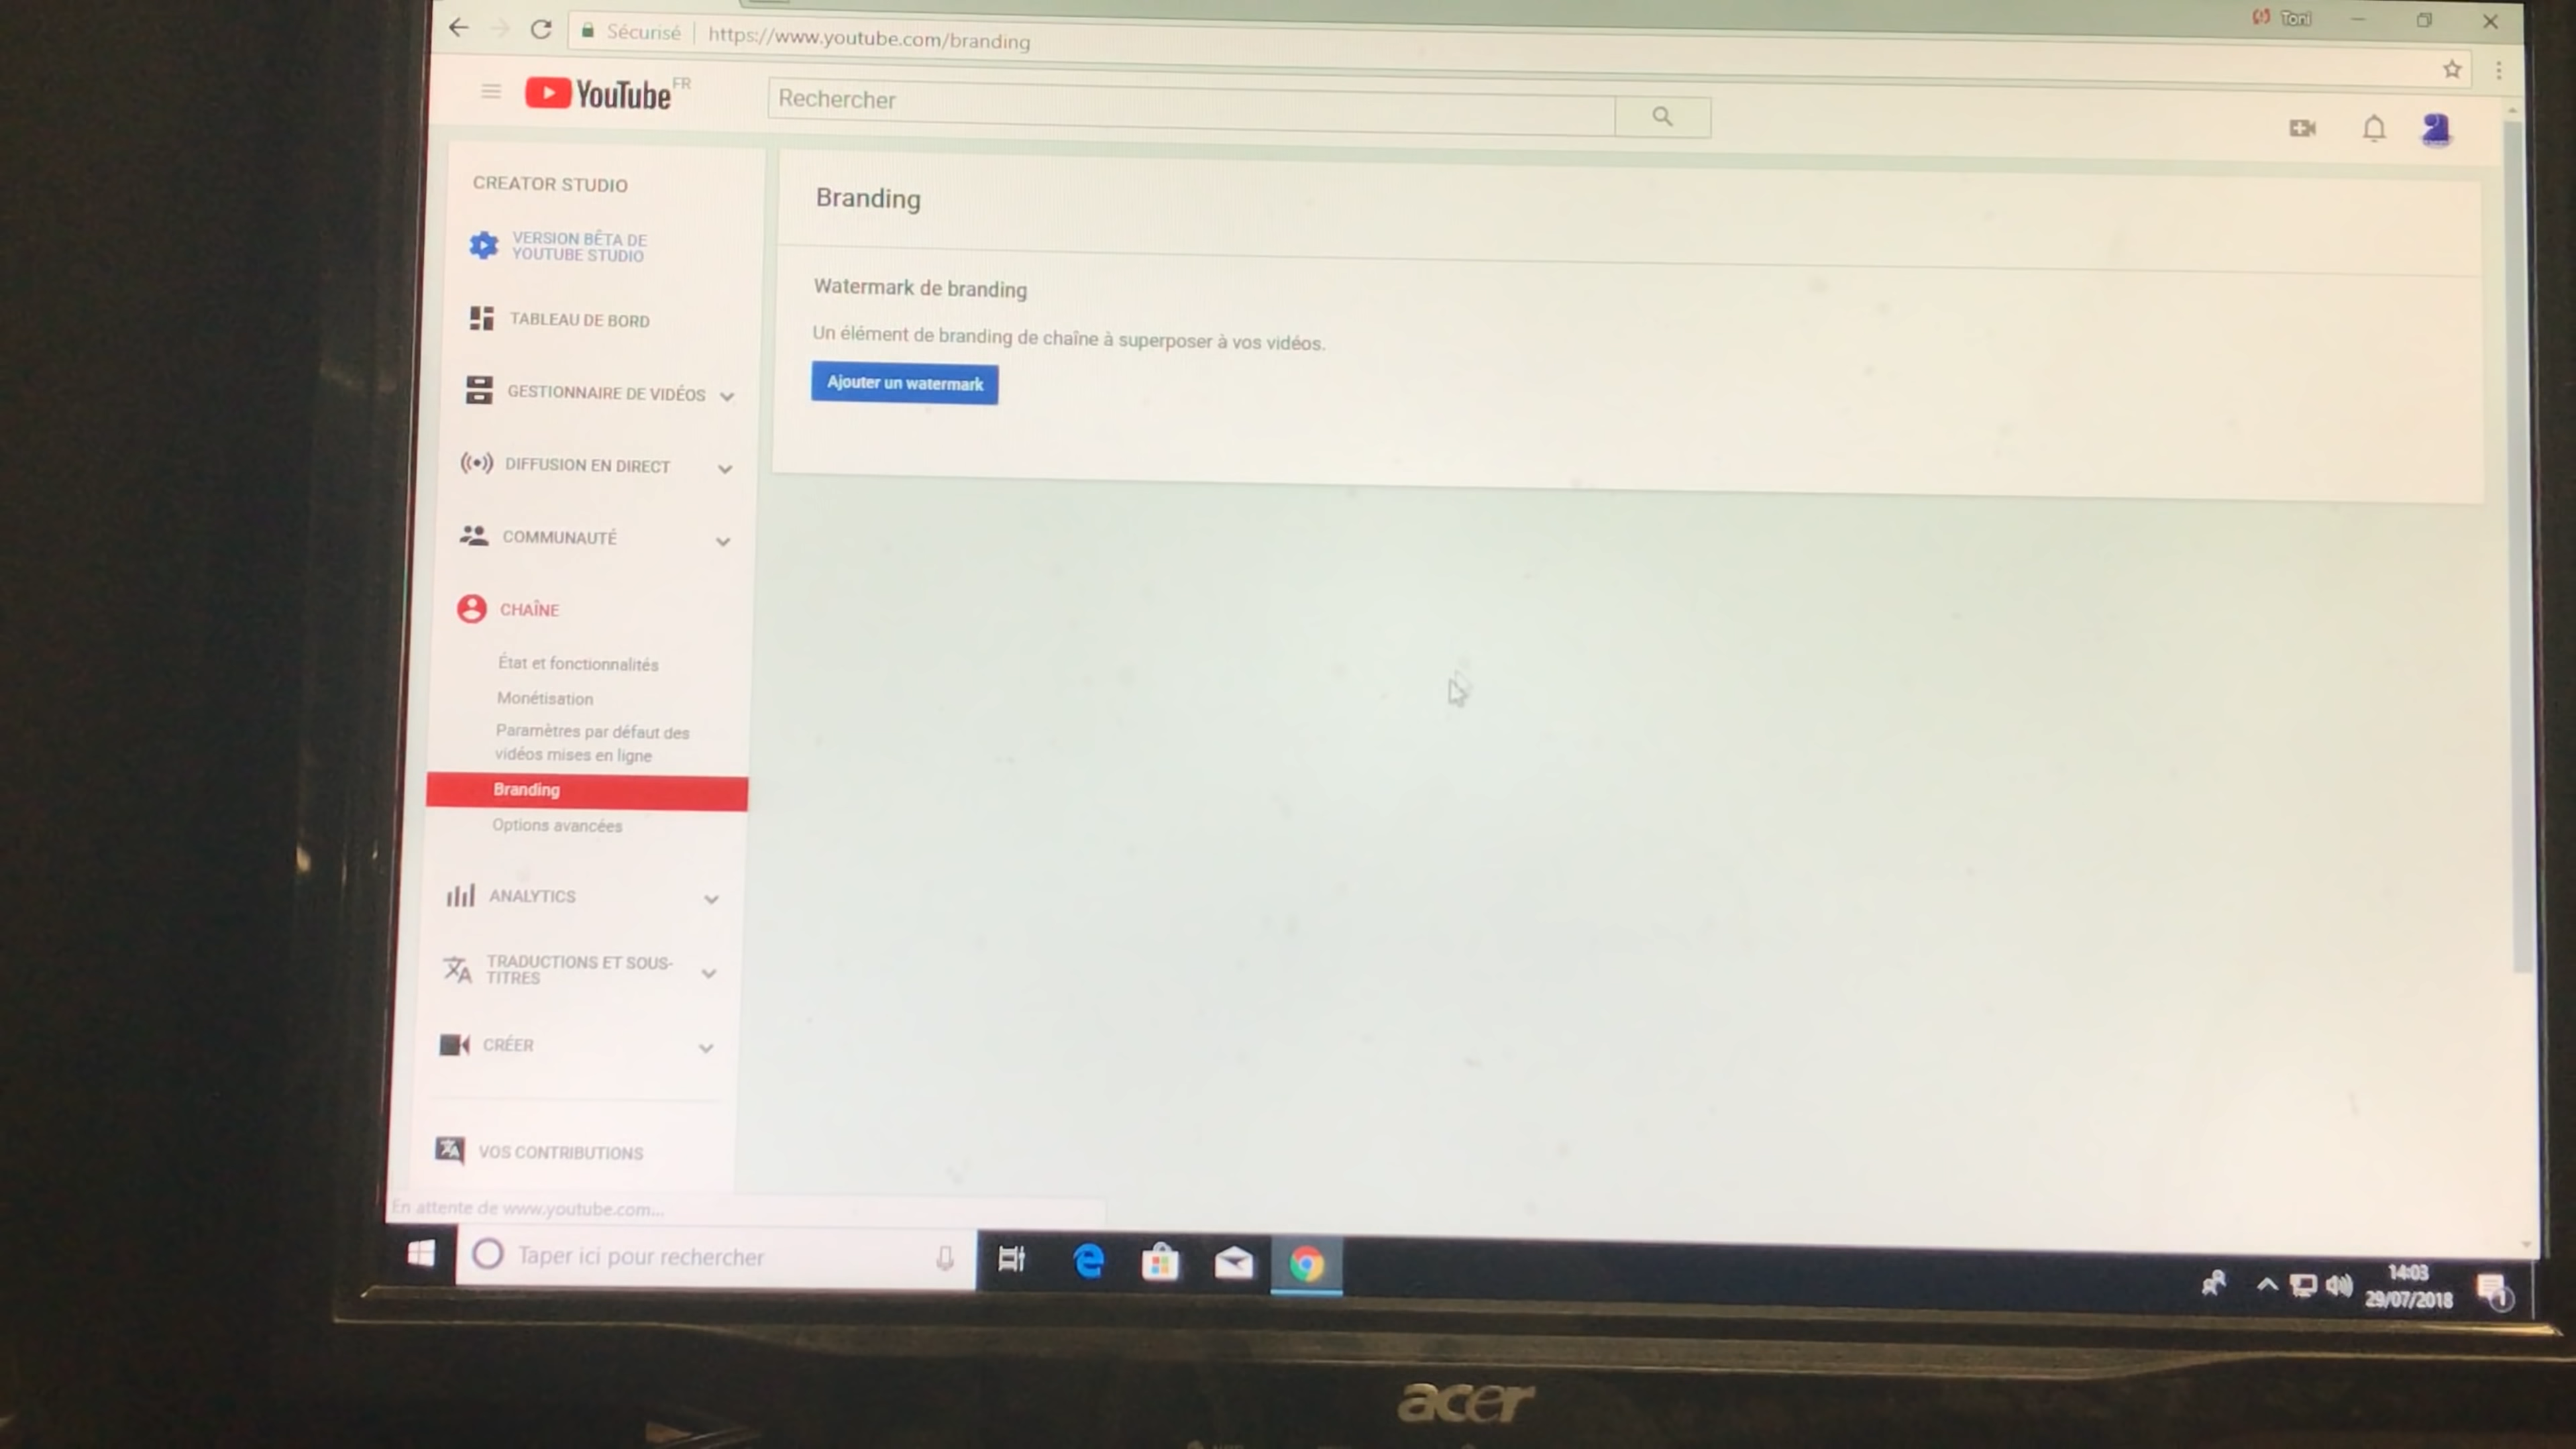 Toni
Sécurisé
https://www.youtube.com/branding
YouTube FR
Rechercher
CREATOR STUDIO
VERSION BÊTA DE
YOUTUBE STUDIO
TABLEAU DE BORD
GESTIONNAIRE DE VIDÉOS
DIFFUSION EN DIRECT
COMMUNAUTÉ
CHAÎNE
État et fonctionnalités
Monétisation
Paramètres par défaut des
vidéos mises en ligne
Branding
Options avancées
ANALYTICS
TRADUCTIONS ET SOUS-
TITRES
CRÉER
VOS CONTRIBUTIONS
Branding
Watermark de branding
Un élément de branding de chaîne à superposer à vos vidéos.
Ajouter un watermark
En attente de www.youtube.com...
Taper ici pour rechercher
14:03
29/07/2018
1
acer